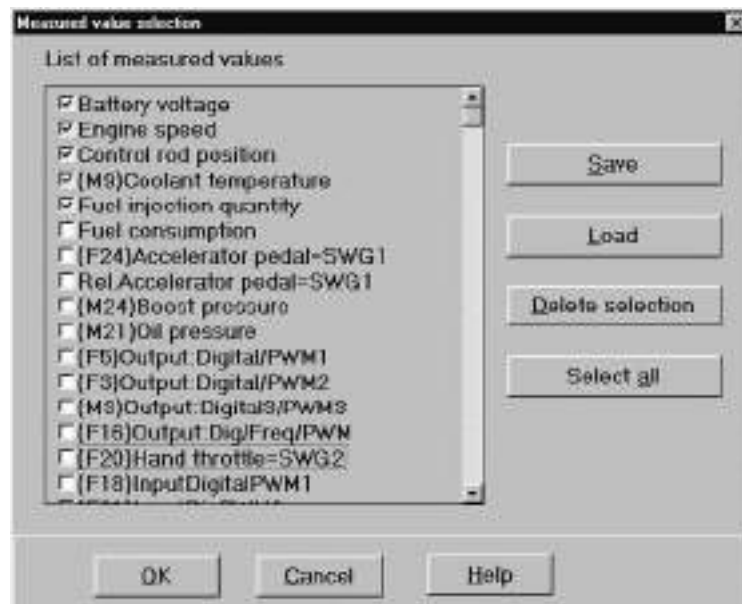 Measured value selection
List of measured values
Battery voltage
Engine speed
Control rod position
(M9)Coolant temperature
Fuel injection quantity
Fuel consumption
(F24)Accelerator pedal=SWG1
Rel.Accelerator pedal=SWG1
(M24)Boost pressure
(M21)Oil pressure
(F5)Output:Digital/PWM1
(F3)Output:Digital/PWM2
(M3)Output:Digital3/PWM3
(F16)Output:Dig/Freq/PWM
(F20)Hand throttle=SWG2
(F18)InputDigitalPWM1
Save
Load
Delete selection
Select all
OK
Cancel
Help